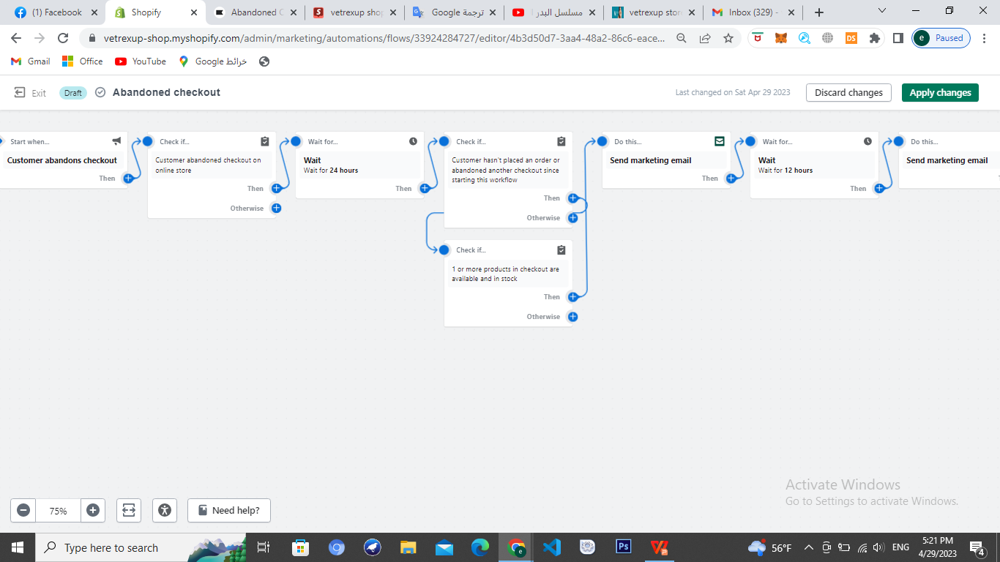 (1) Facebook
Shopify
Abandoned C
vetrexup shop
Google ترجمة
مسلسل البدر
vetrexup stor
Inbox (329) -
vetrexup-shop.myshopify.com/admin/marketing/automations/flows/33924284727/editor/4b3d50d7-3aa4-48a2-86c6-eace...
DS
e
Paused
Gmail
Office
YouTube
Google خرائط
Exit
Draft
Abandoned checkout
Last changed on Sat Apr 29 2023
Discard changes
Apply changes
Start when...
Customer abandons checkout
Then
Check if...
Customer abandoned checkout on
online store
Then
Otherwise
Wait for...
Wait
Wait for 24 hours
Then
Check if...
Customer hasn't placed an order or
abandoned another checkout since
starting this workflow
Then
Otherwise
Check if...
1 or more products in checkout are
available and in stock
Then
Otherwise
Do this...
Send marketing email
Then
Wait for...
Wait
Wait for 12 hours
Then
Do this...
Send marketing email
Activate Windows
Go to Settings to activate Windows.
75%
Need help?
Type here to search
Ps
56°F
ENG
5:21 PM
4/29/2023
4